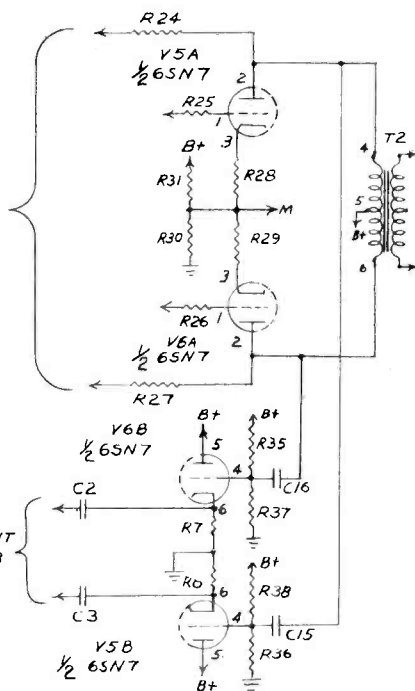 R24
V5A
½ 6SN7
2
R25
1
3
4
T2
B+
R31
R28
5
M
B+
R30
R29
3
6
1
R26
V6A
½ 6SN7
2
R27
V6B
½ 6SN7
B+
5
B+
R35
4
C16
C2
6
R7
R37
R6
B+
C3
6
R38
4
C15
V5B
½ 6SN7
5
R36
B+